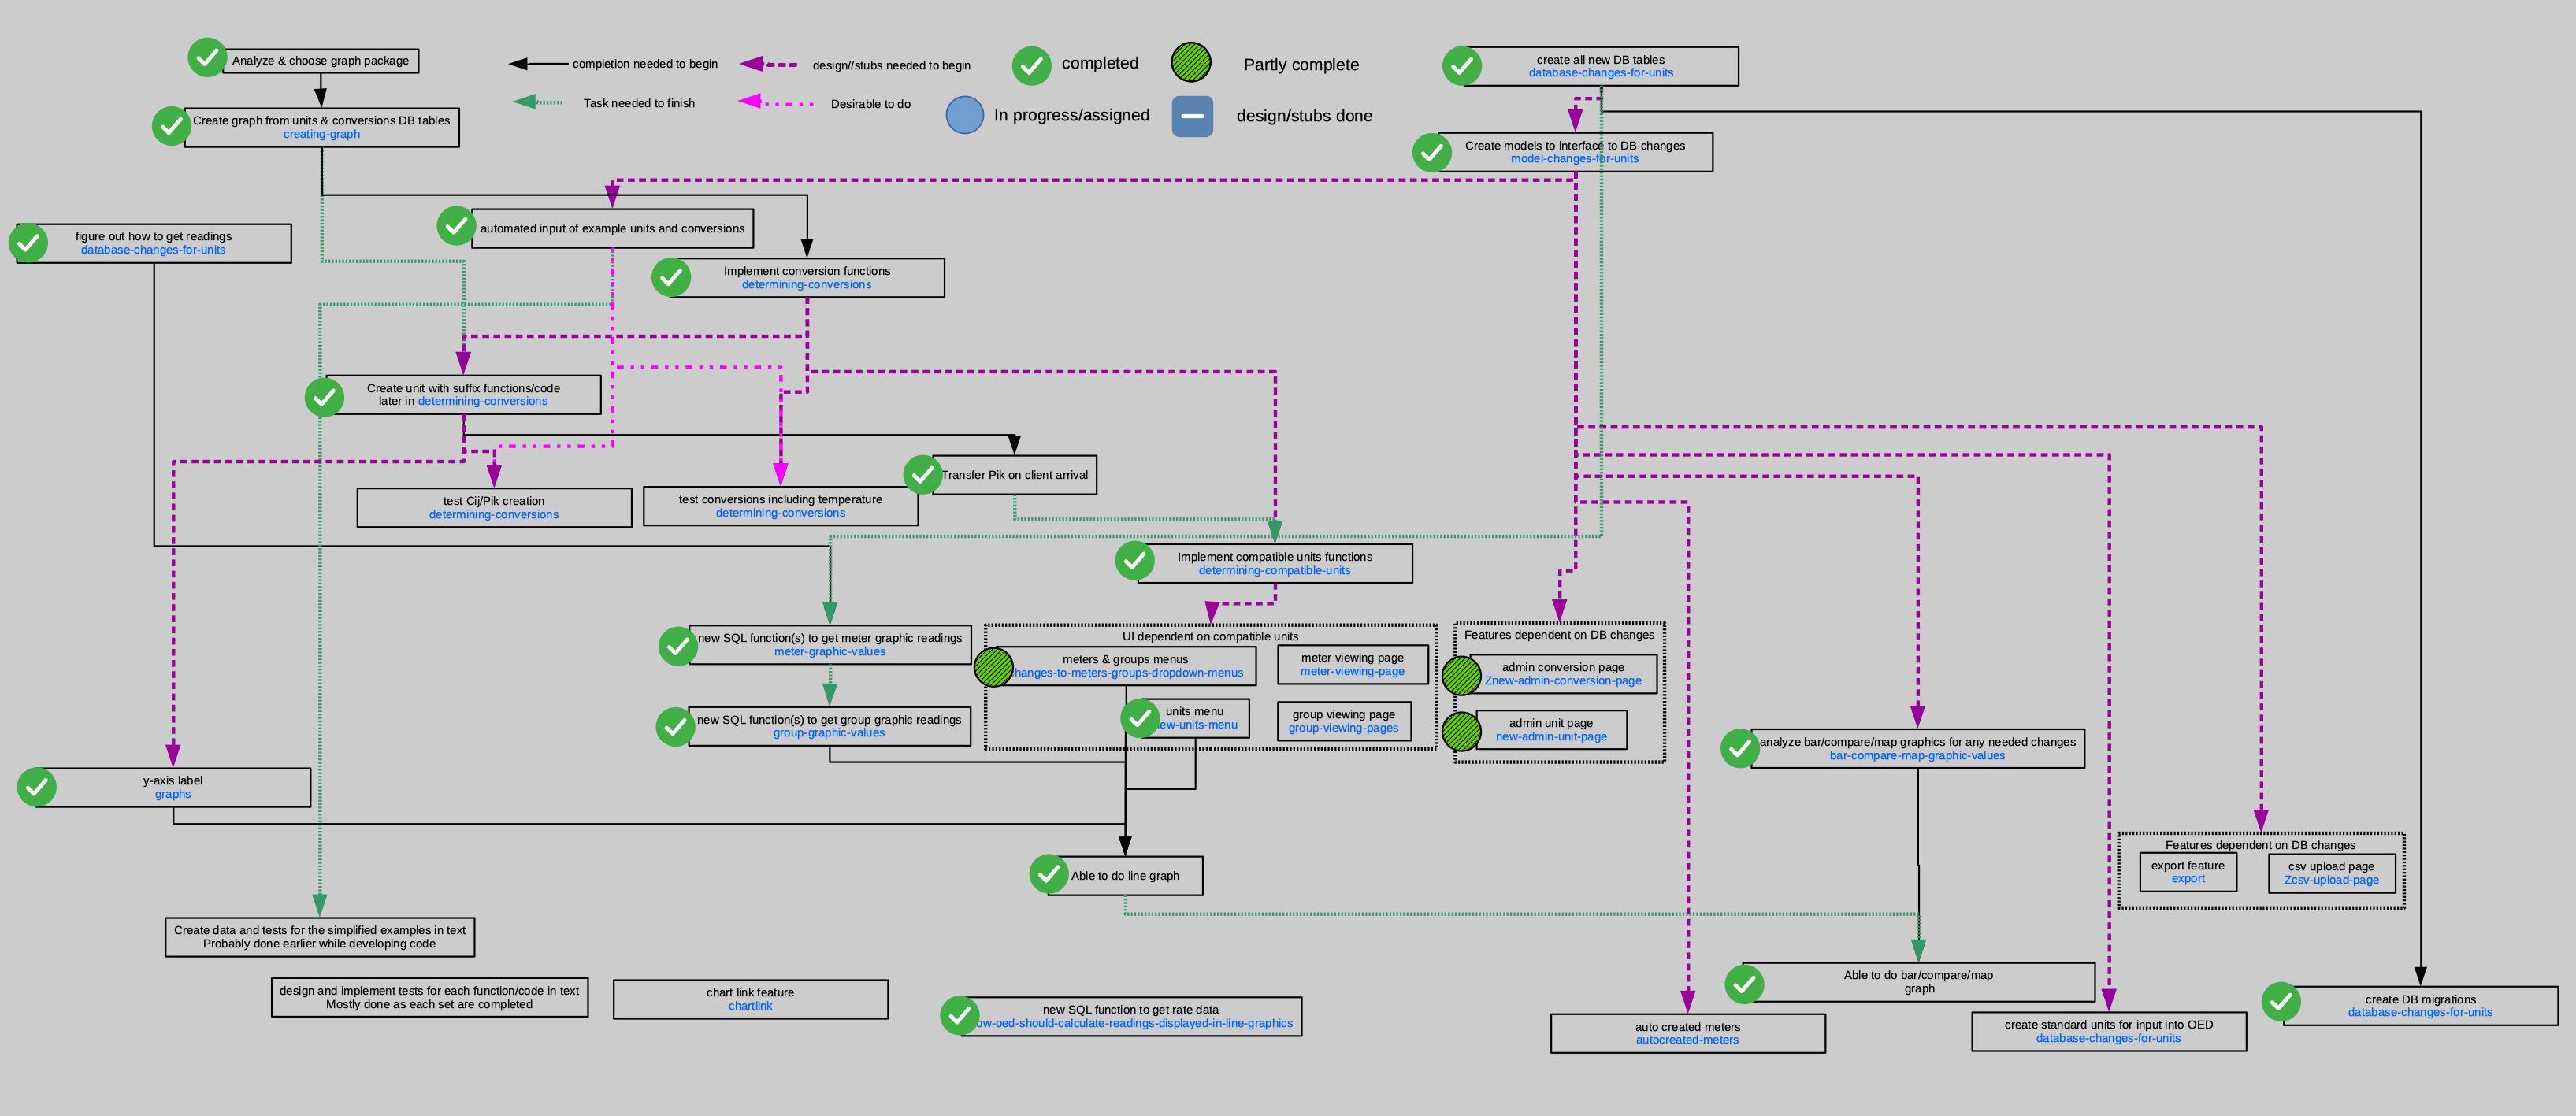 Analyze & choose graph package
completion needed to begin
design//stubs needed to begin
completed
Partly complete
create all new DB tables
database-changes-for-units
Task needed to finish
Desirable to do
In progress/assigned
design/stubs done
Create graph from units & conversions DB tables
creating-graph
Create models to interface to DB changes
model-changes-for-units
figure out how to get readings
database-changes-for-units
automated input of example units and conversions
Implement conversion functions
determining-conversions
Create unit with suffix functions/code
later in determining-conversions
Transfer Pik on client arrival
test Cij/Pik creation
determining-conversions
test conversions including temperature
determining-conversions
Implement compatible units functions
determining-compatible-units
new SQL function(s) to get meter graphic readings
meter-graphic-values
UI dependent on compatible units
meters & groups menus
hanges-to-meters-groups-dropdown-menus
meter viewing page
meter-viewing-page
units menu
ew-units-menu
group viewing page
group-viewing-pages
Features dependent on DB changes
admin conversion page
Znew-admin-conversion-page
admin unit page
new-admin-unit-page
new SQL function(s) to get group graphic readings
group-graphic-values
analyze bar/compare/map graphics for any needed changes
bar-compare-map-graphic-values
y-axis label
graphs
Able to do line graph
Features dependent on DB changes
export feature
export
csv upload page
Zcsv-upload-page
Create data and tests for the simplified examples in text
Probably done earlier while developing code
design and implement tests for each function/code in text
Mostly done as each set are completed
chart link feature
chartlink
new SQL function to get rate data
ow-oed-should-calculate-readings-displayed-in-line-graphics
Able to do bar/compare/map
graph
auto created meters
autocreated-meters
create standard units for input into OED
database-changes-for-units
create DB migrations
database-changes-for-units